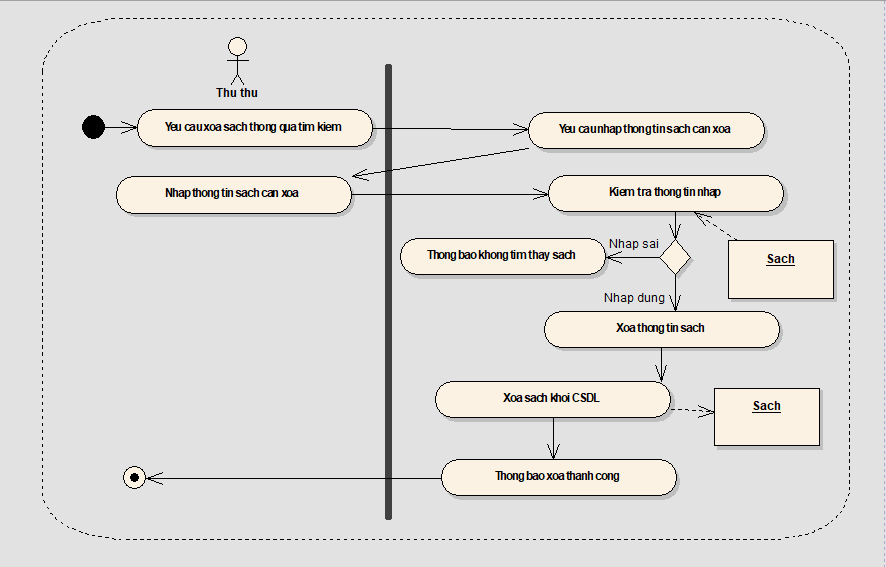 Thu thu
Yeu cau xoa sach thong qua tim kiem
Yeu cau nhap thong tin sach can xoa
Nhap thong tin sach can xoa
Kiem tra thong tin nhap
Nhap sai
Thong bao khong tim thay sach
Sach
Nhap dung
Xoa thong tin sach
Xoa sach khoi CSDL
Sach
Thong bao xoa thanh cong